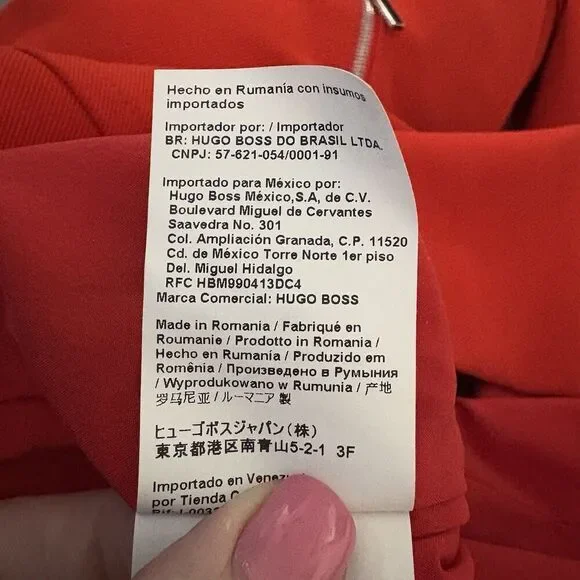 Hecho en Rumanía con insumos
importados
Importador por: / Importador
BR: HUGO BOSS DO BRASIL LTDA.
CNPJ: 57-621-054/0001-91
Importado para México por:
Hugo Boss México,S.A, de C.V.
Boulevard Miguel de Cervantes
Saavedra No. 301
Col. Ampliación Granada, C.P. 11520
Cd. de México Torre Norte 1er piso
Del. Miguel Hidalgo
RFC HBM990413DC4
Marca Comercial: HUGO BOSS
Made in Romania / Fabriqué en
Roumanie / Prodotto in Romania /
Hecho en Rumanía / Produzido em
Romênia / Произведено в Румыния
/ Wyprodukowano w Rumunia / 产地
罗马尼亚 / ルーマニア 製
ヒューゴボスジャパン(株)
東京都港区南青山5-2-1 3F
Importado en
por Tienda